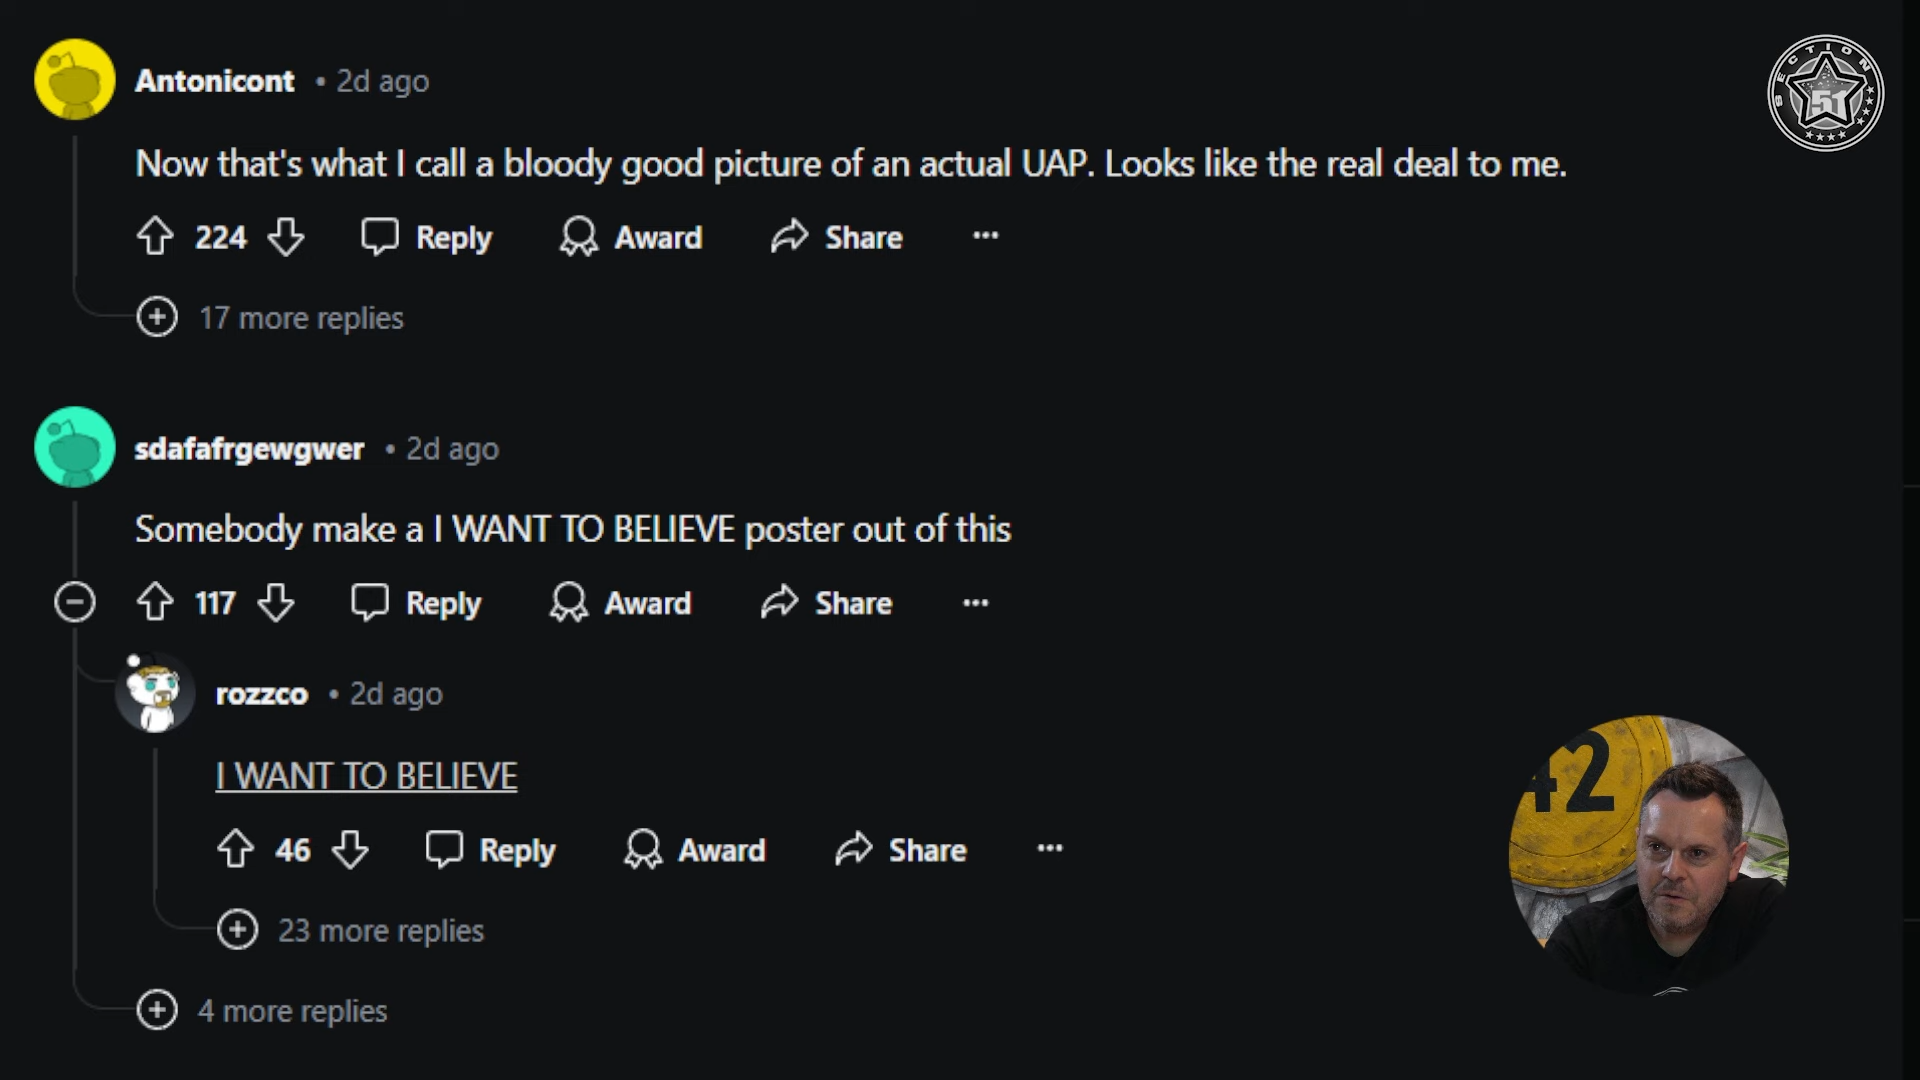 Antonicont • 2d ago
SECTION
51
Now that's what I call a bloody good picture of an actual UAP. Looks like the real deal to me.
224 Reply Award Share ...
17 more replies
sdafafrgewgwer • 2d ago
Somebody make a I WANT TO BELIEVE poster out of this
117 Reply Award Share ...
rozzco • 2d ago
I WANT TO BELIEVE
42
46 Reply Award Share ...
23 more replies
4 more replies